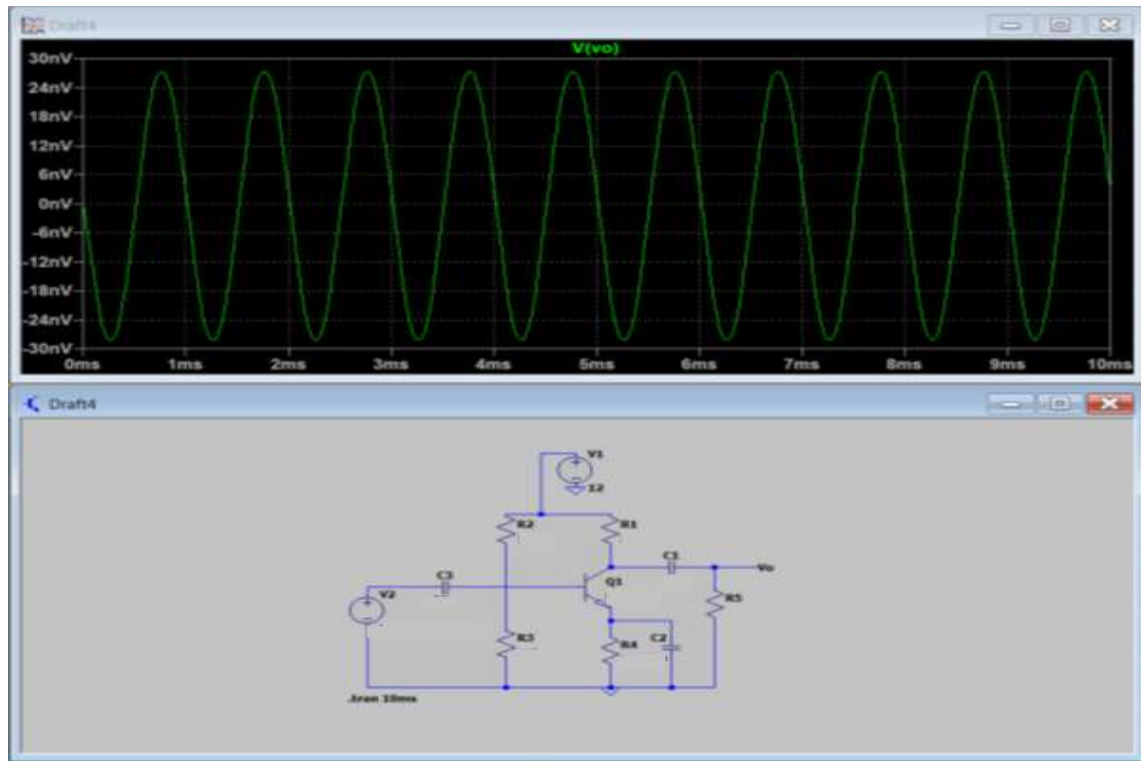 Draft4
V(vo)
30nV
24nV
18nV
12nV
6nV
0nV
-6nV
-12nV
-18nV
-24nV
-30nV
0ms 1ms 2ms 3ms 4ms 5ms 6ms 7ms 8ms 9ms 10ms
Draft4
V1
12
R2 R1
C3 C1 Vo
V2 Q1
R5
R3 R4 C2
.tran 10ms